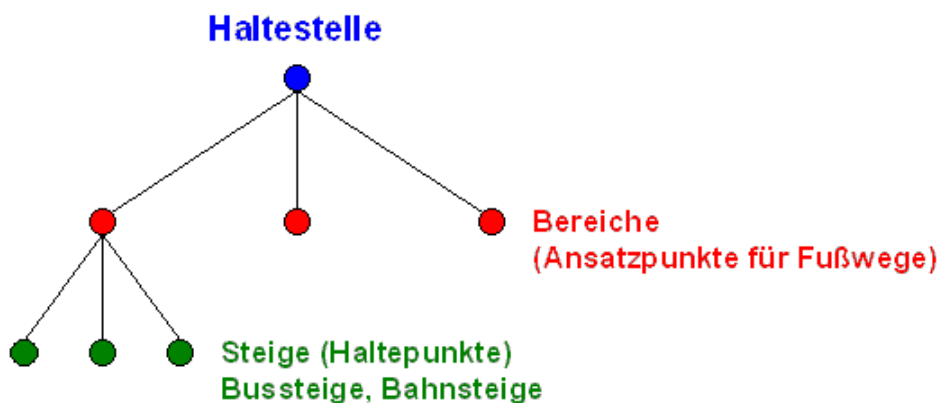 Haltestelle
Bereiche
(Ansatzpunkte für Fußwege)
Steige (Haltepunkte)
Bussteige, Bahnsteige